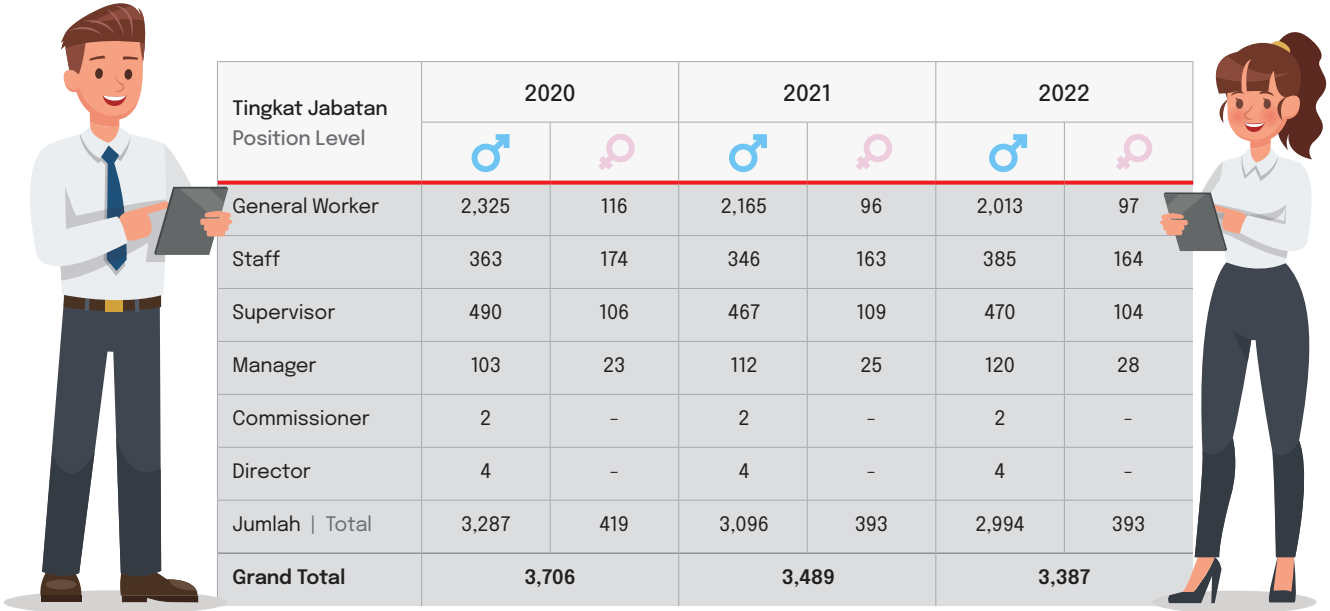 Tingkat Jabatan
Position Level
2020 2021 2022
♂ ♀ ♂ ♀ ♂ ♀
General Worker 2,325 116 2,165 96 2,013 97
Staff 363 174 346 163 385 164
Supervisor 490 106 467 109 470 104
Manager 103 23 112 25 120 28
Commissioner 2 – 2 – 2 –
Director 4 – 4 – 4 –
Jumlah | Total 3,287 419 3,096 393 2,994 393
Grand Total 3,706 3,489 3,387